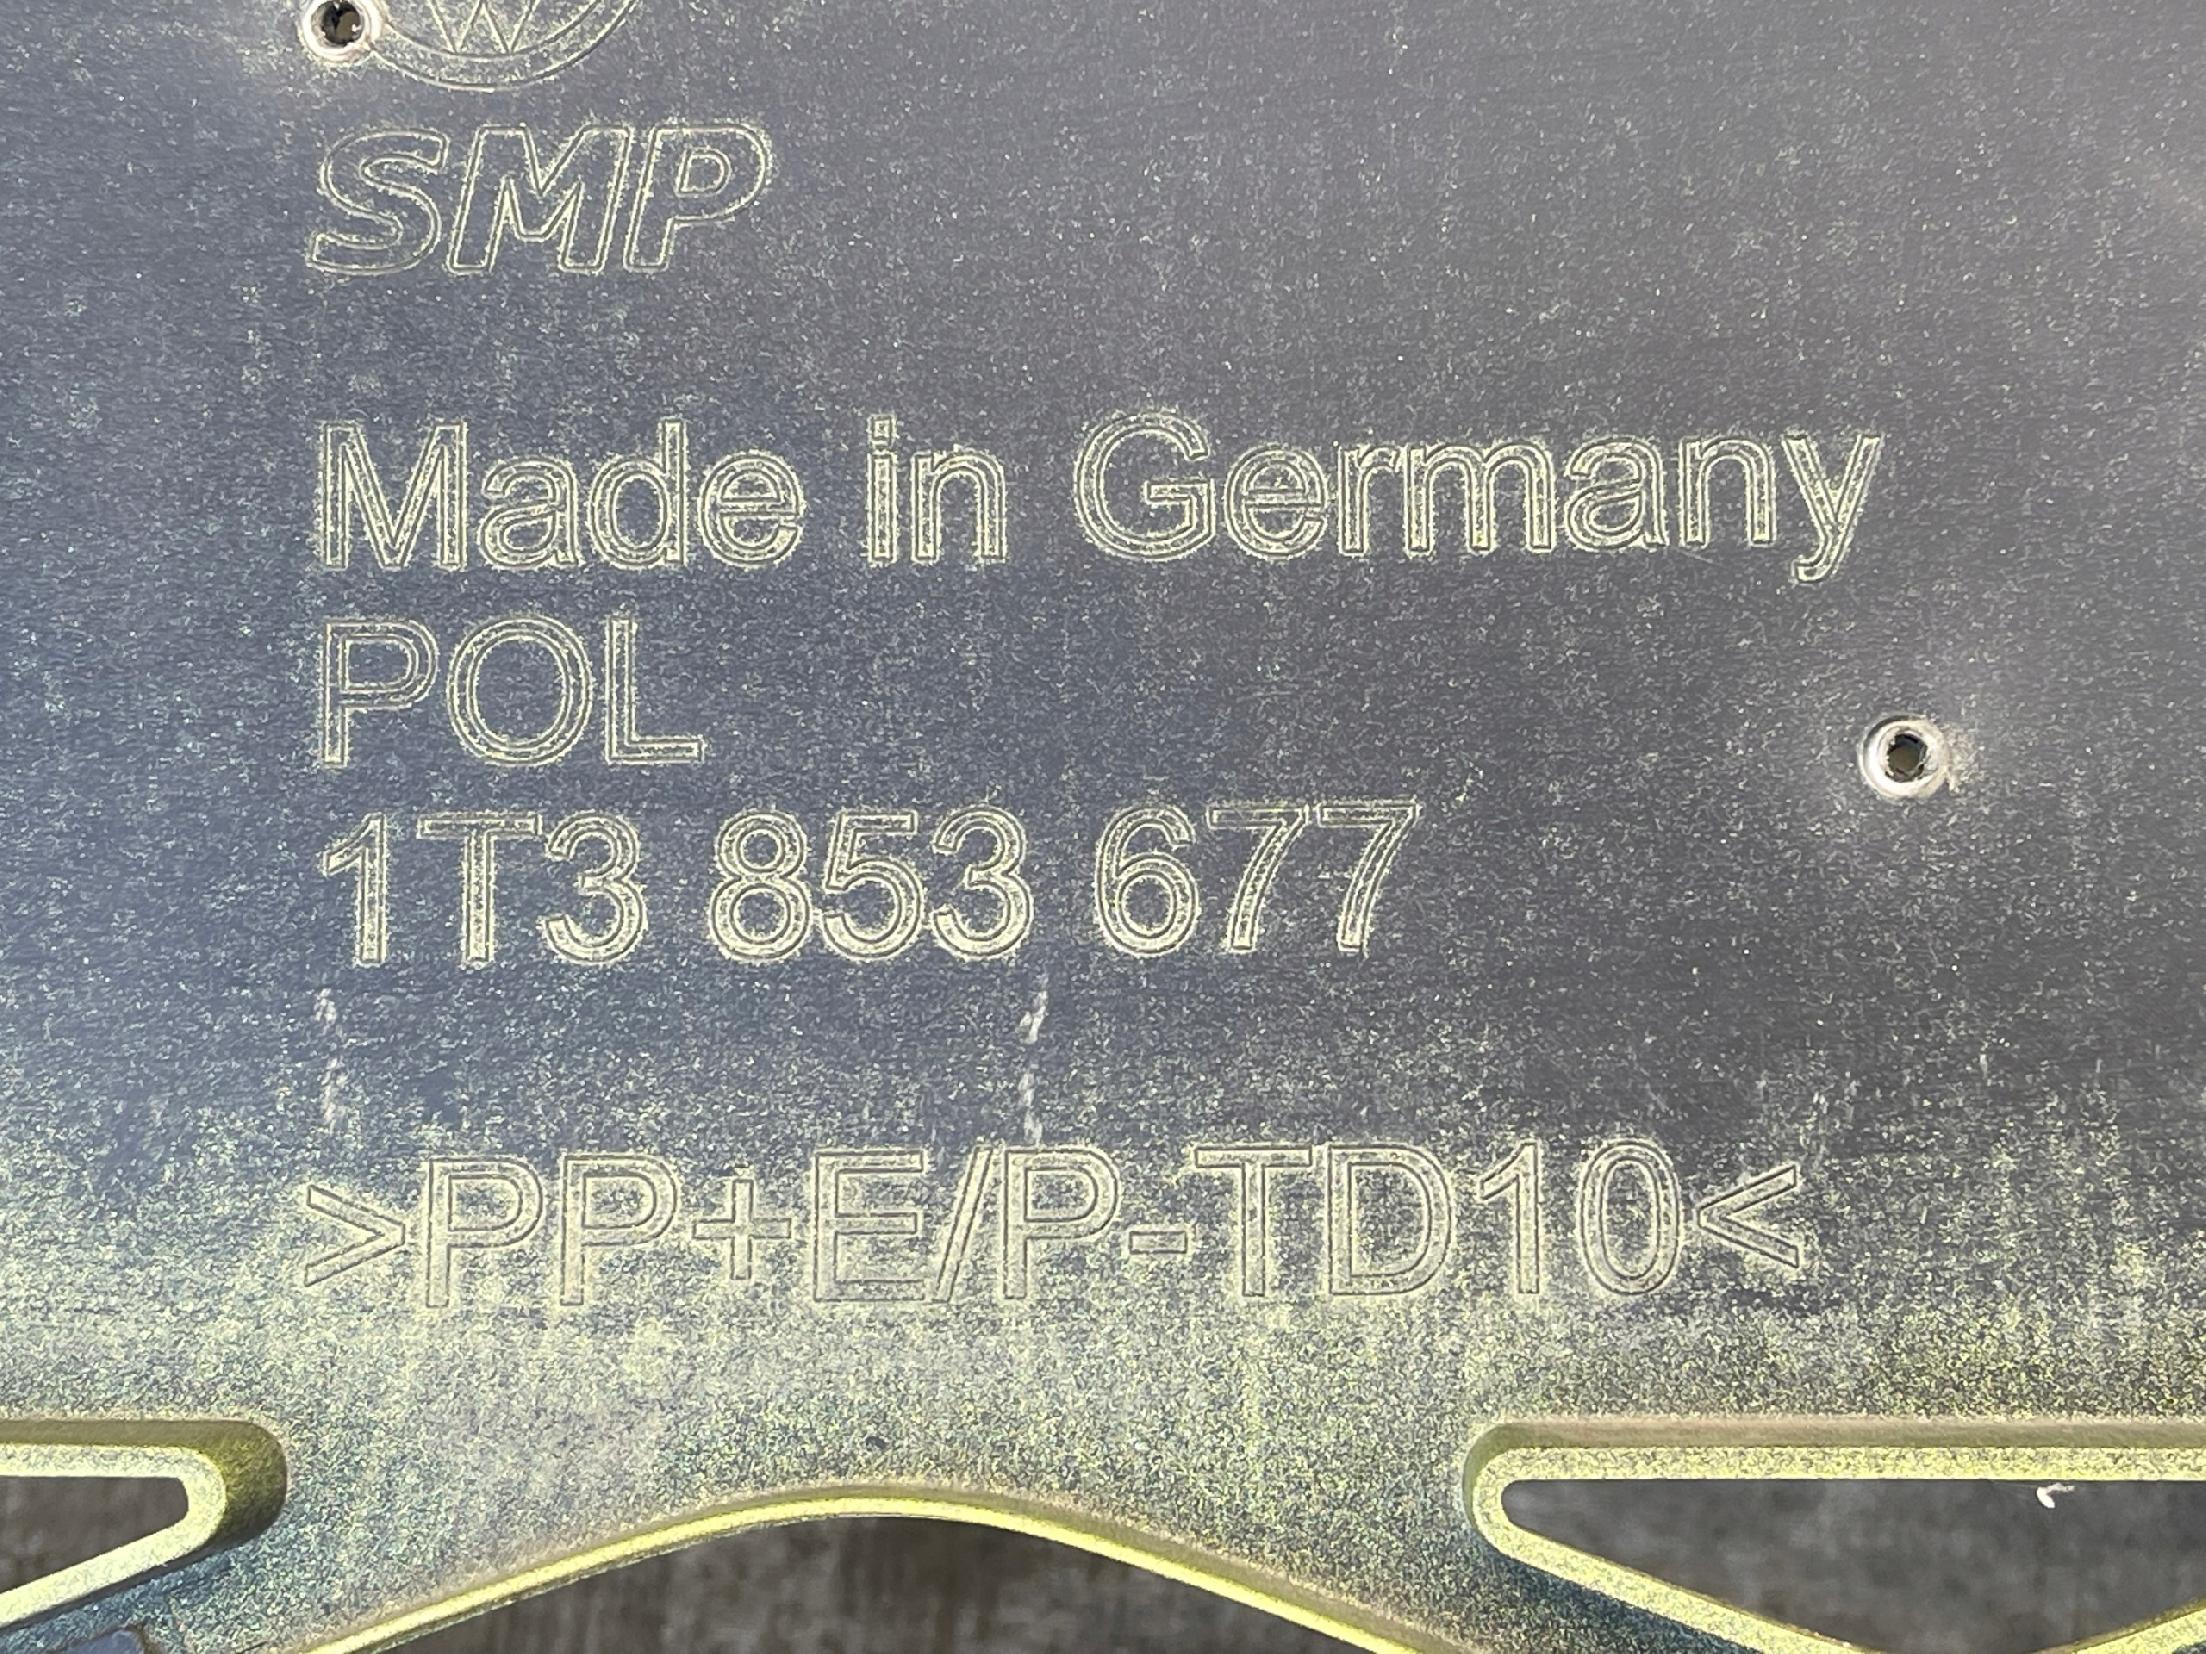 SMP
Made in Germany
POL
1T3 853 677
>PP+E/P-TD10<